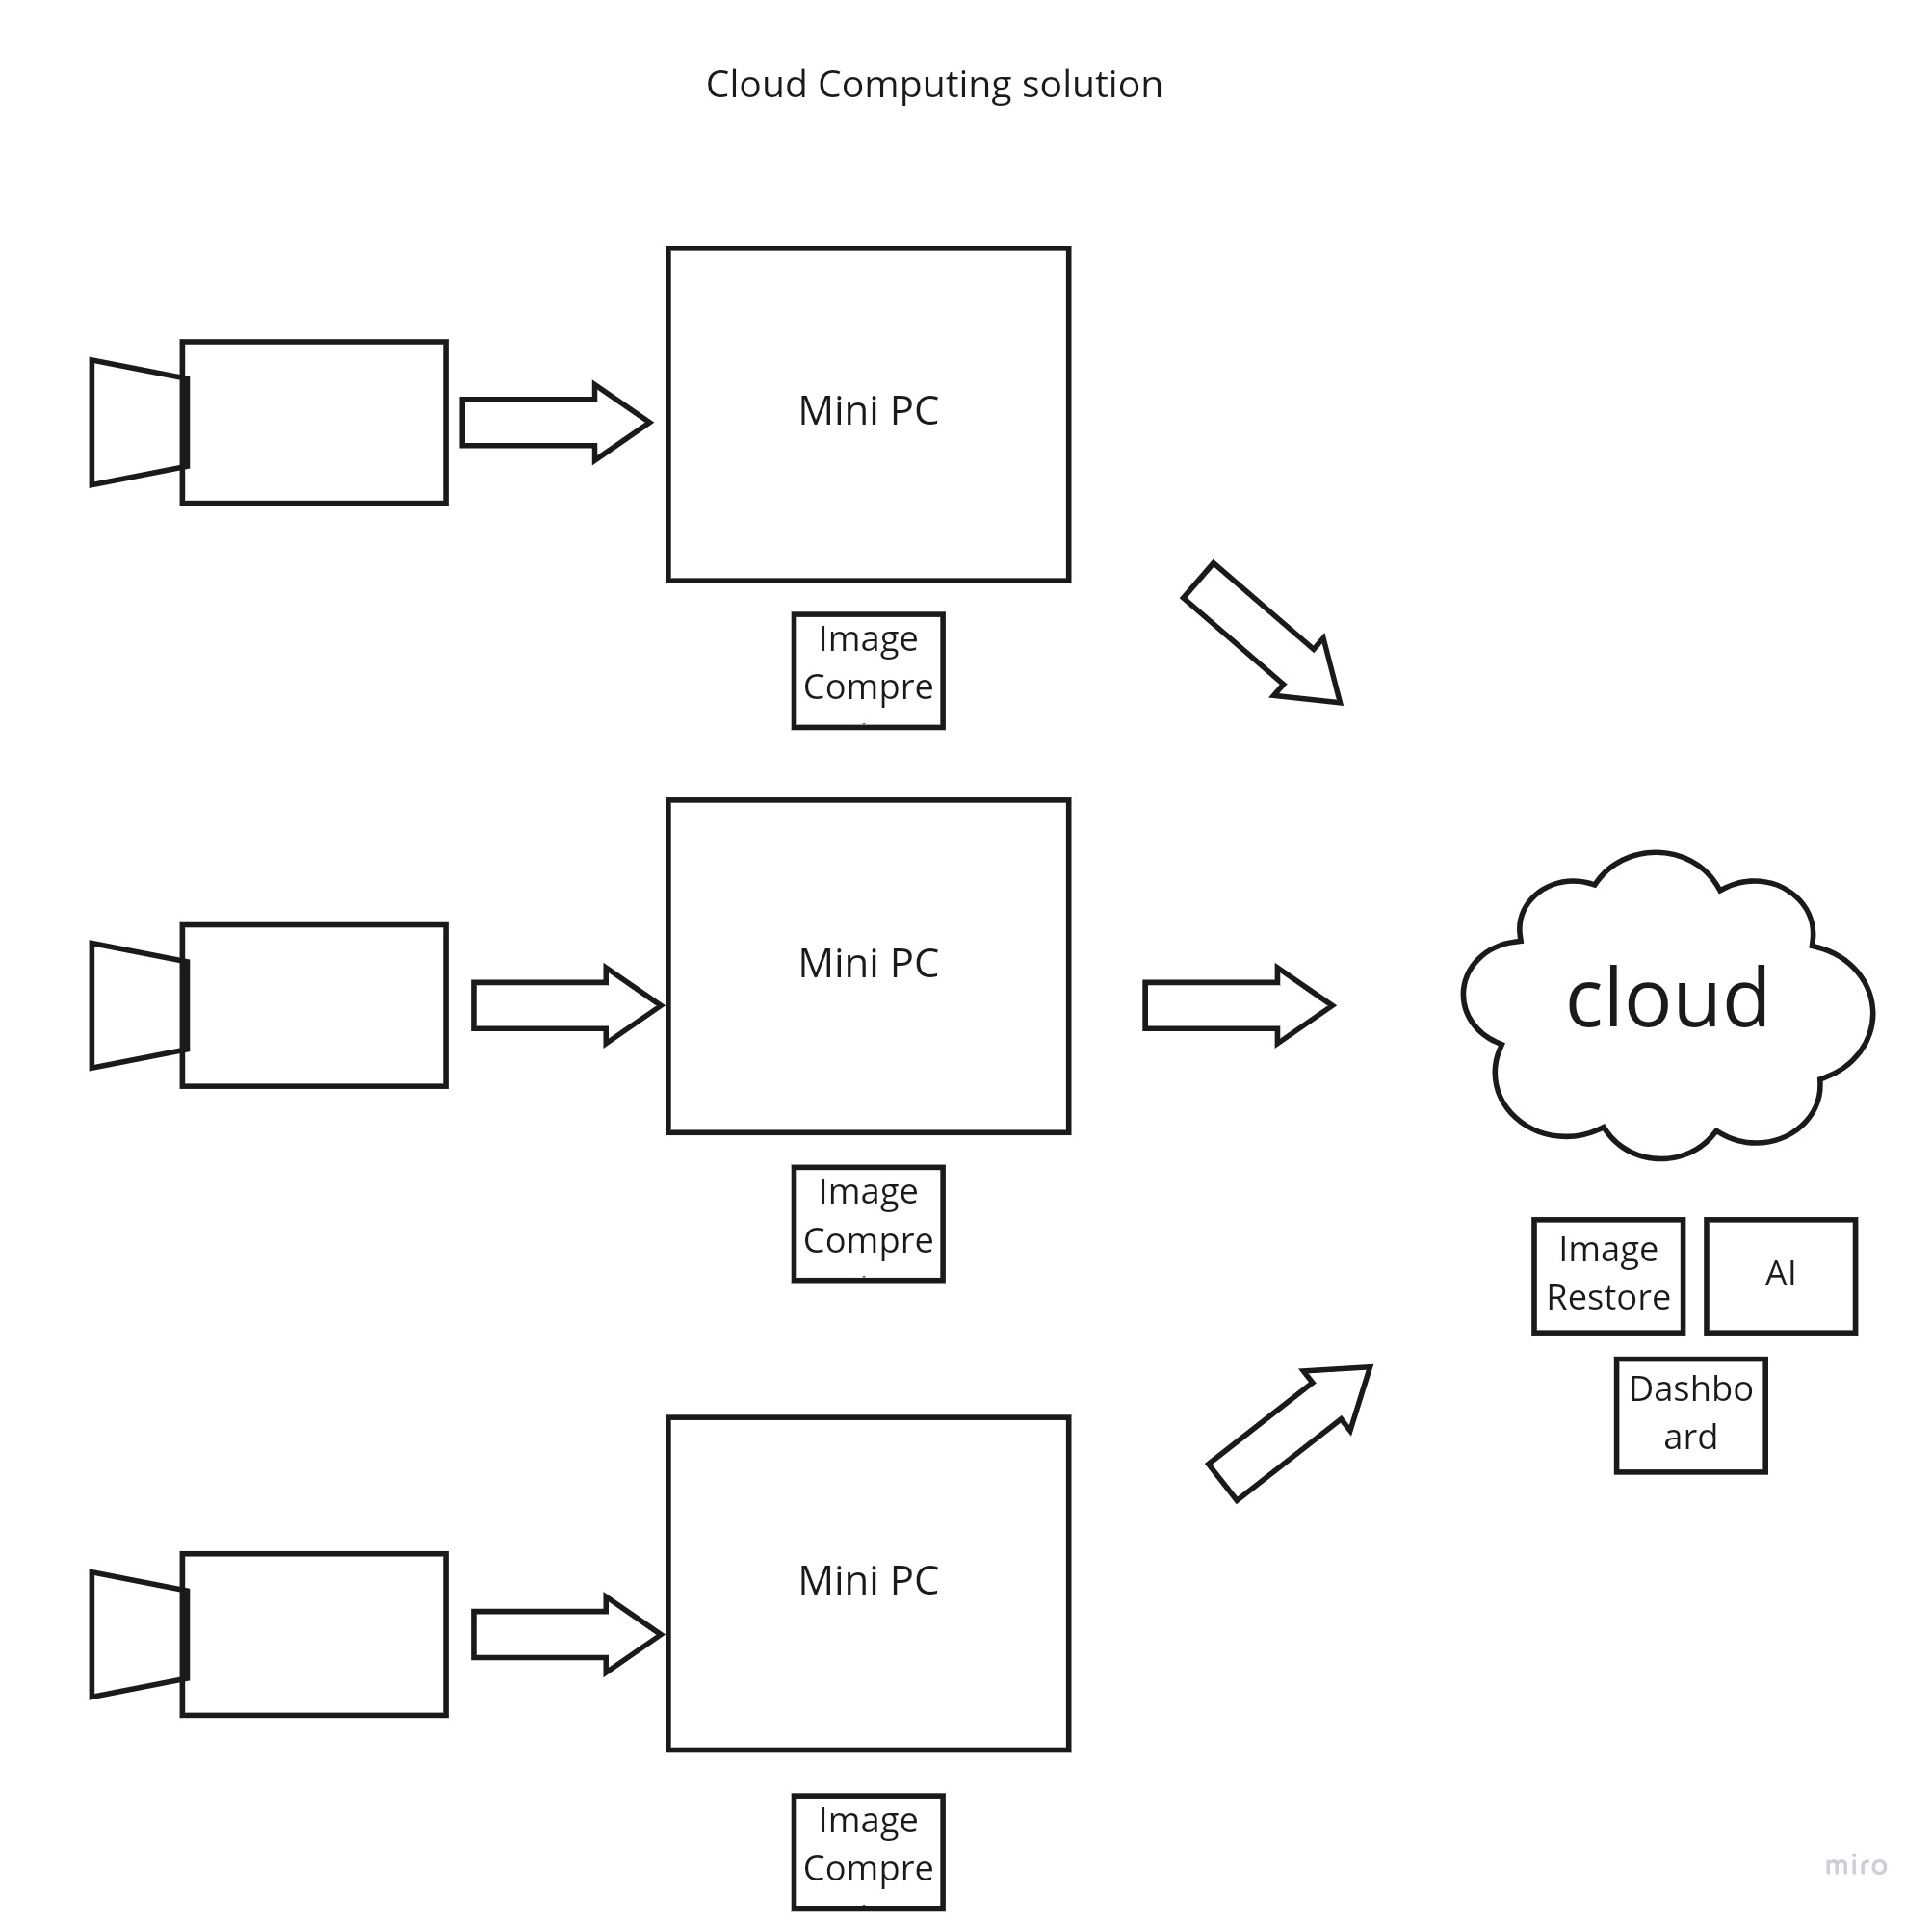 Cloud Computing solution
Mini PC
Image
Compre
Mini PC
Image
Compre
cloud
Image
Restore
AI
Dashbo
ard
Mini PC
Image
Compre
miro